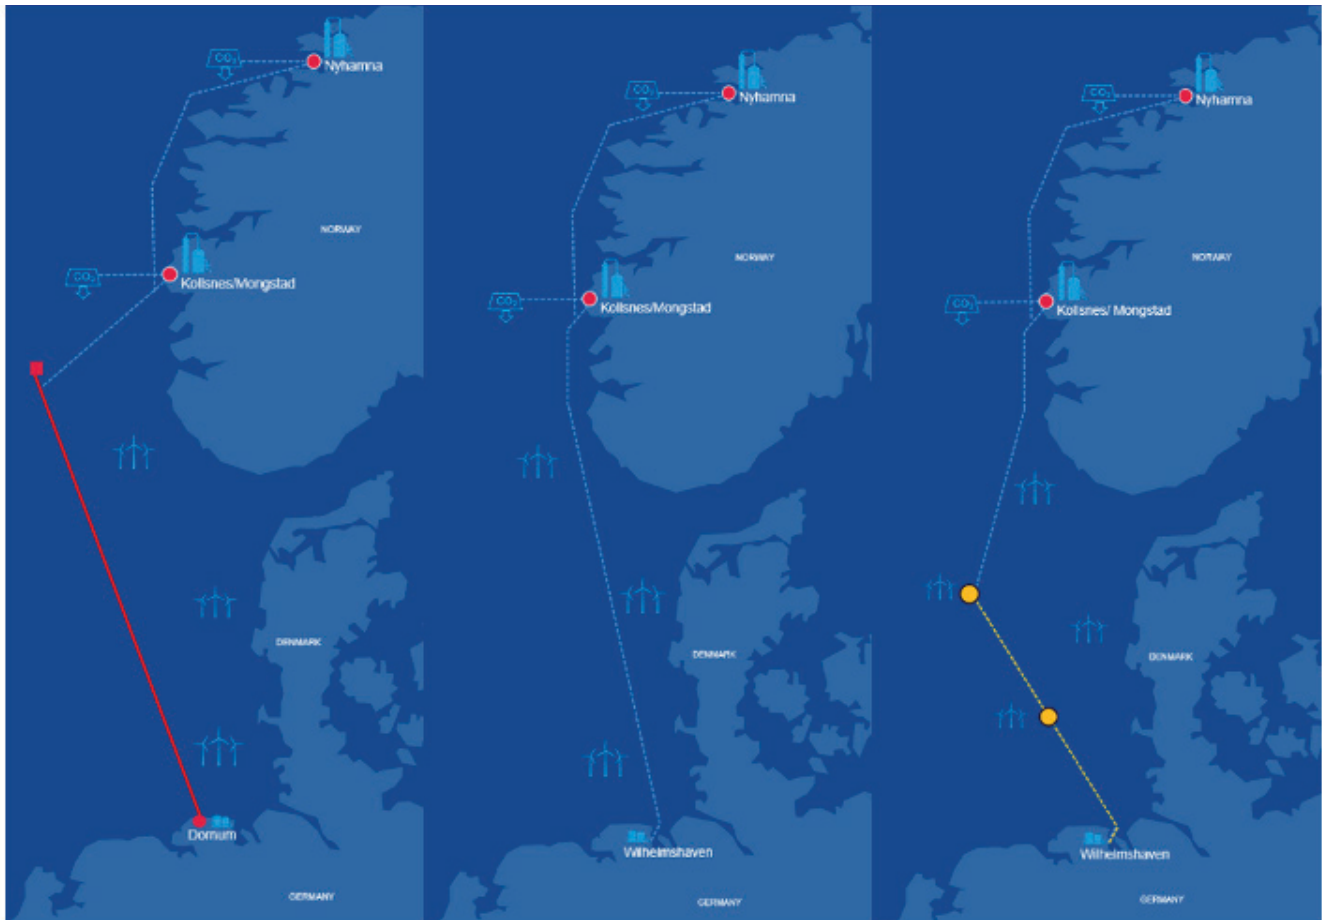 CO₂
Nyhamna
NORWAY
CO₂
Kollsnes/Mongstad
DENMARK
Dornum
GERMANY
CO₂
Nyhamna
NORWAY
CO₂
Kollsnes/Mongstad
DENMARK
Wilhelmshaven
GERMANY
CO₂
Nyhamna
NORWAY
CO₂
Kollsnes/ Mongstad
DENMARK
Wilhelmshaven
GERMANY